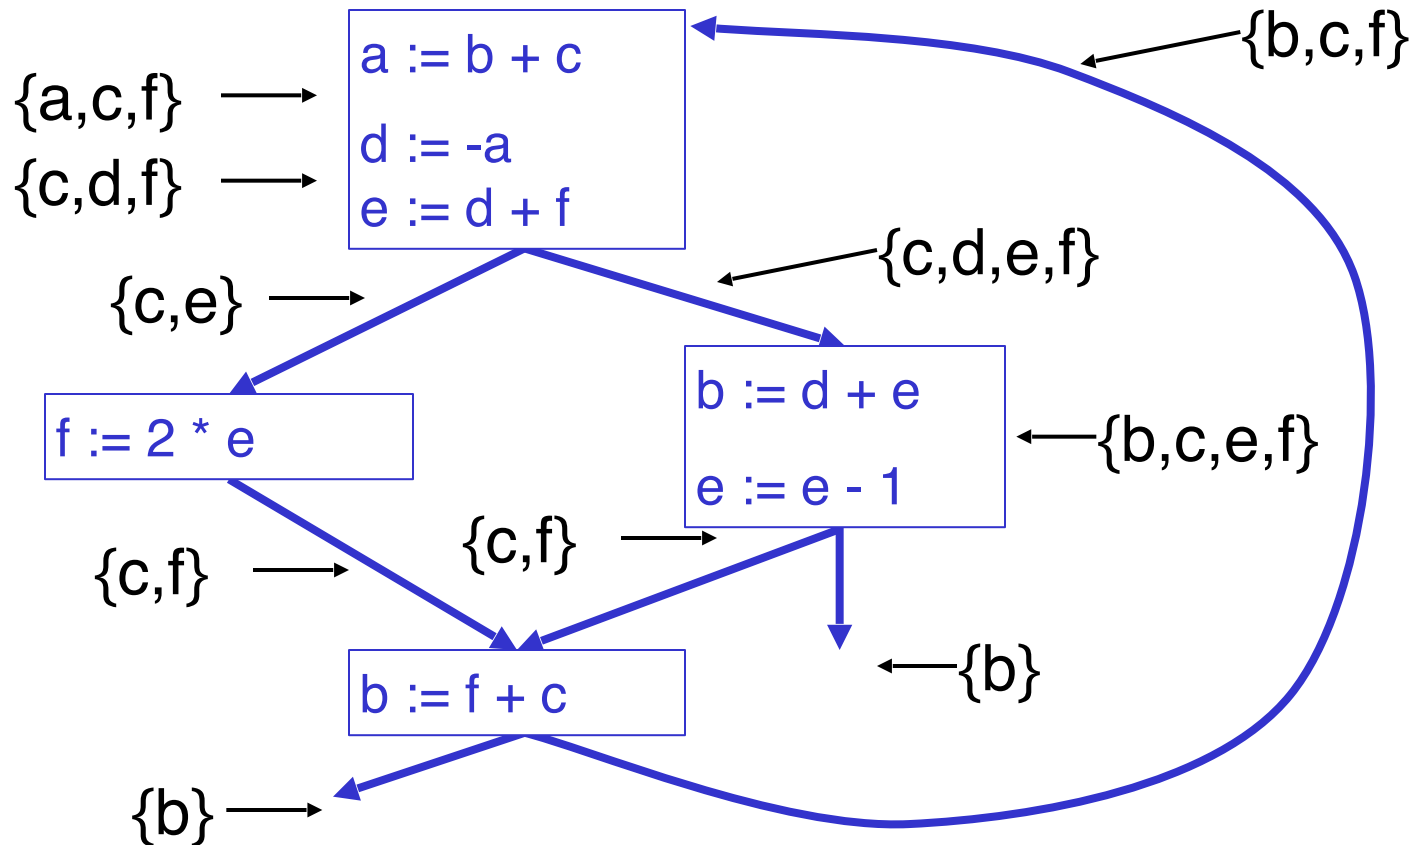 {b,c,f}
a := b + c
{a,c,f}
d := -a
{c,d,f}
e := d + f
{c,d,e,f}
{c,e}
b := d + e
f := 2 * e
{b,c,e,f}
e := e - 1
{c,f}
{c,f}
{b}
b := f + c
{b}